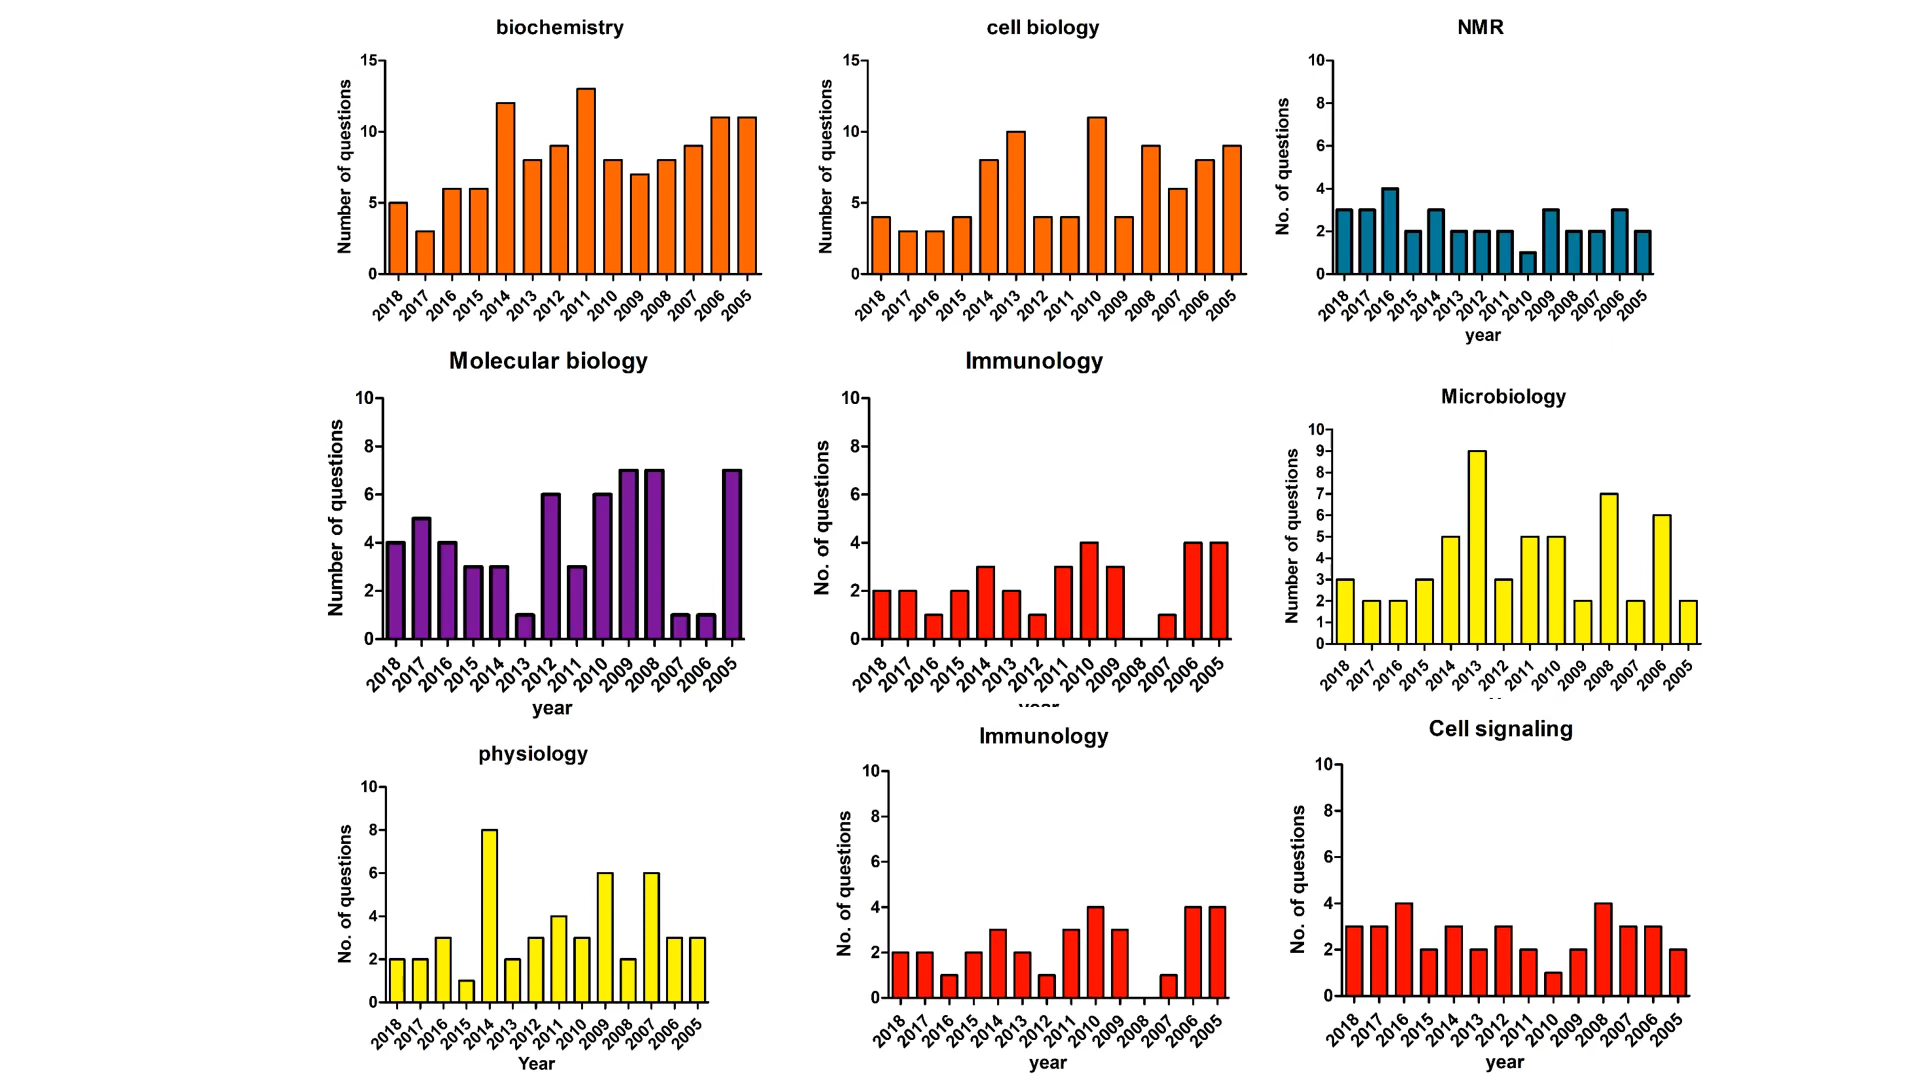 biochemistry
Number of questions
15
10
5
0
2018 2017 2016 2015 2014 2013 2012 2011 2010 2009 2008 2007 2006 2005
cell biology
Number of questions
15
10
5
0
2018 2017 2016 2015 2014 2013 2012 2011 2010 2009 2008 2007 2006 2005
NMR
No. of questions
10
8
6
4
2
0
2018 2017 2016 2015 2014 2013 2012 2011 2010 2009 2008 2007 2006 2005
year
Molecular biology
Number of questions
10
8
6
4
2
0
2018 2017 2016 2015 2014 2013 2012 2011 2010 2009 2008 2007 2006 2005
year
Immunology
No. of questions
10
8
6
4
2
0
2018 2017 2016 2015 2014 2013 2012 2011 2010 2009 2008 2007 2006 2005
year
Microbiology
Number of questions
10
9
8
7
6
5
4
3
2
1
0
2018 2017 2016 2015 2014 2013 2012 2011 2010 2009 2008 2007 2006 2005
physiology
No. of questions
10
8
6
4
2
0
2018 2017 2016 2015 2014 2013 2012 2011 2010 2009 2008 2007 2006 2005
Year
Immunology
No. of questions
10
8
6
4
2
0
2018 2017 2016 2015 2014 2013 2012 2011 2010 2009 2008 2007 2006 2005
year
Cell signaling
No. of questions
10
8
6
4
2
0
2018 2017 2016 2015 2014 2013 2012 2011 2010 2009 2008 2007 2006 2005
year